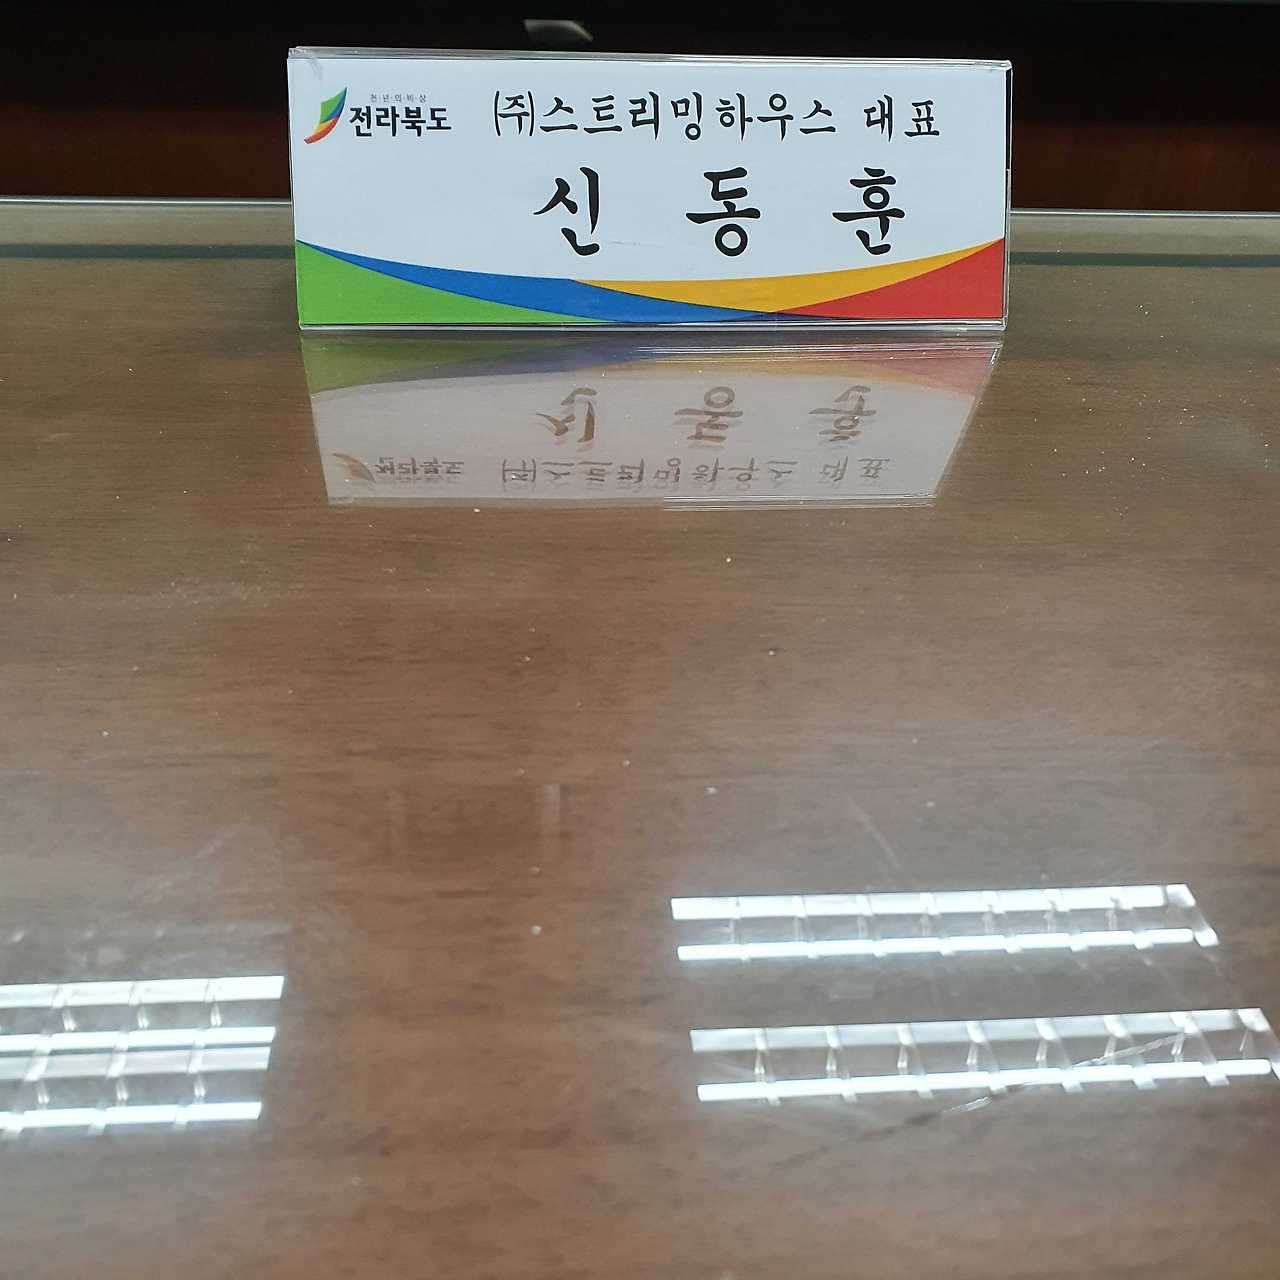 천·년·의·비·상
전라북도
㈜스트리밍하우스 대표
신동훈